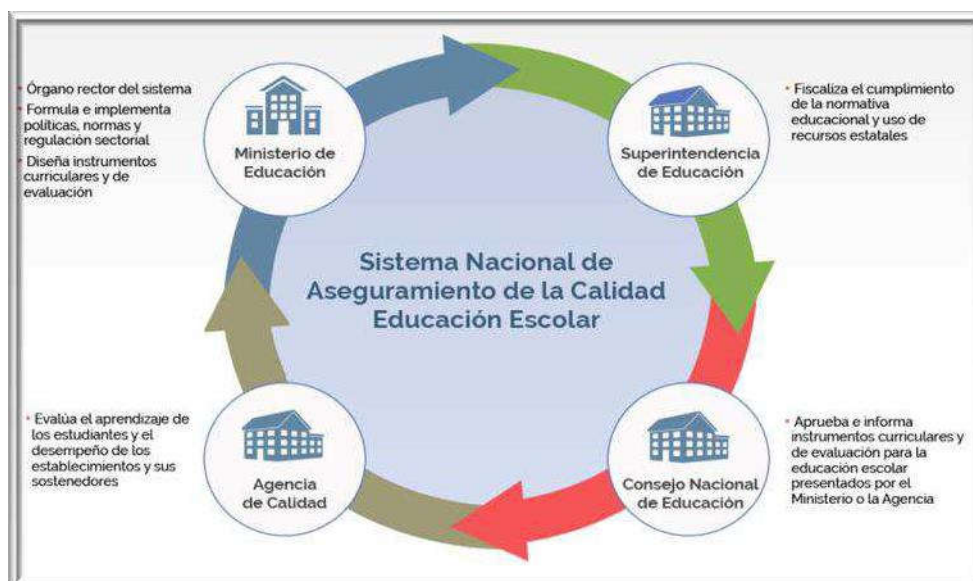 • Órgano rector del sistema
• Formula e implementa
políticas, normas y
regulación sectorial
• Diseña instrumentos
curriculares y de
evaluación
Ministerio de
Educación
Superintendencia
de Educación
• Fiscaliza el cumplimiento
de la normativa
educacional y uso de
recursos estatales
Sistema Nacional de
Aseguramiento de la Calidad
Educación Escolar
• Evalúa el aprendizaje de
los estudiantes y el
desempeño de los
establecimientos y sus
sostenedores
Agencia
de Calidad
Consejo Nacional
de Educación
• Aprueba e informa
instrumentos curriculares y
de evaluación para la
educación escolar
presentados por el
Ministerio o la Agencia